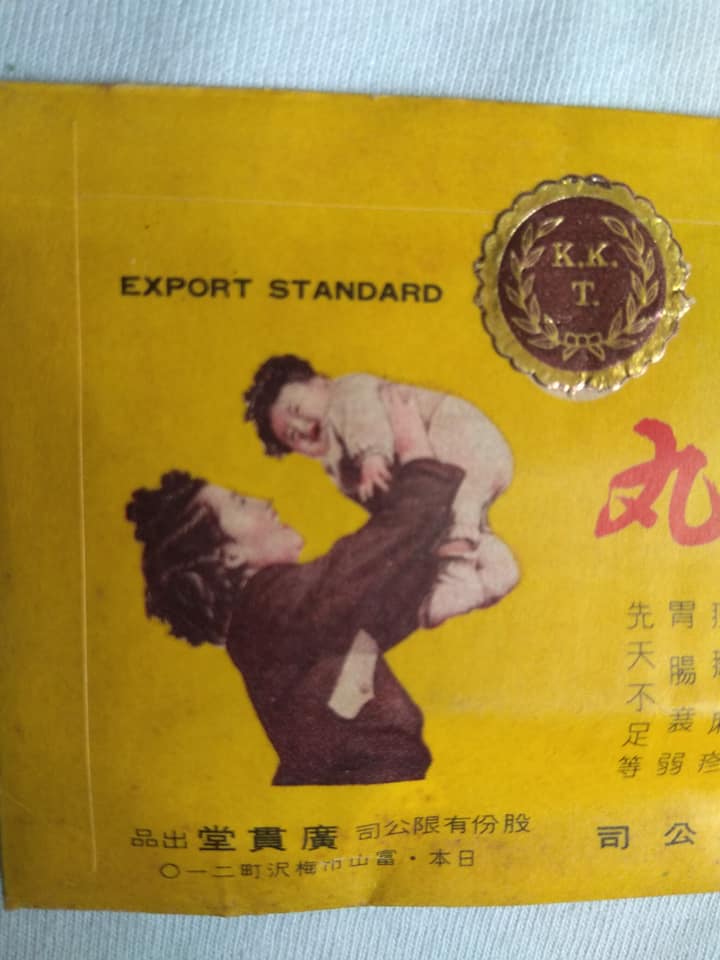 EXPORT STANDARD
K.K.
T.
丸
胃腸衰弱
先天不足等
公司
股份有限公司廣貫堂出品
日本・富山市梅沢町二一〇